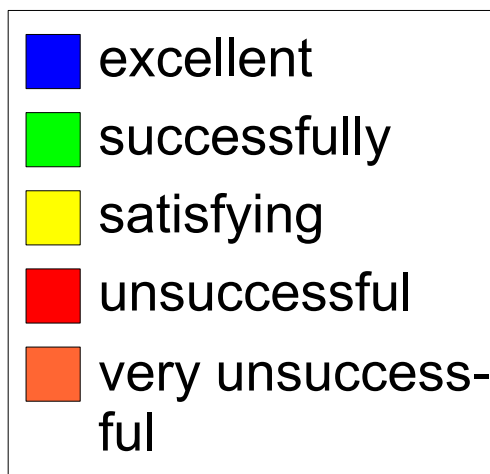 excellent
successfully
satisfying
unsuccessful
very unsuccess-
ful